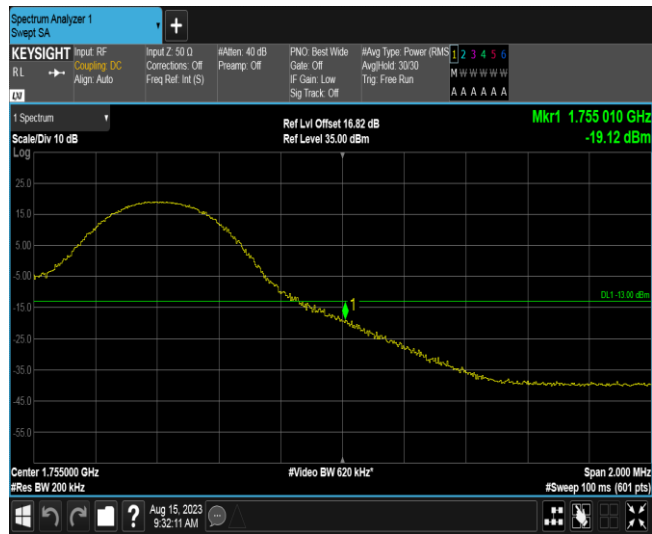 Spectrum Analyzer 1
Swept SA
+
KEYSIGHT
RL
LXI
Input: RF
Coupling: DC
Align: Auto
Input Z: 50 Ω
Corrections: Off
Freq Ref: Int (S)
#Atten: 40 dB
Preamp: Off
PNO: Best Wide
Gate: Off
IF Gain: Low
Sig Track: Off
#Avg Type: Power (RMS
Avg|Hold: 30/30
Trig: Free Run
1 2 3 4 5 6
M W W W W W
A A A A A A
1 Spectrum
Scale/Div 10 dB
Ref Lvl Offset 16.82 dB
Ref Level 35.00 dBm
Mkr1 1.755 010 GHz
-19.12 dBm
Log
25.0
15.0
5.00
-5.00
-15.0
-25.0
-35.0
-45.0
-55.0
1
DL1 -13.00 dBm
Center 1.755000 GHz
#Res BW 200 kHz
#Video BW 620 kHz*
Span 2.000 MHz
#Sweep 100 ms (601 pts)
?
Aug 15, 2023
9:32:11 AM